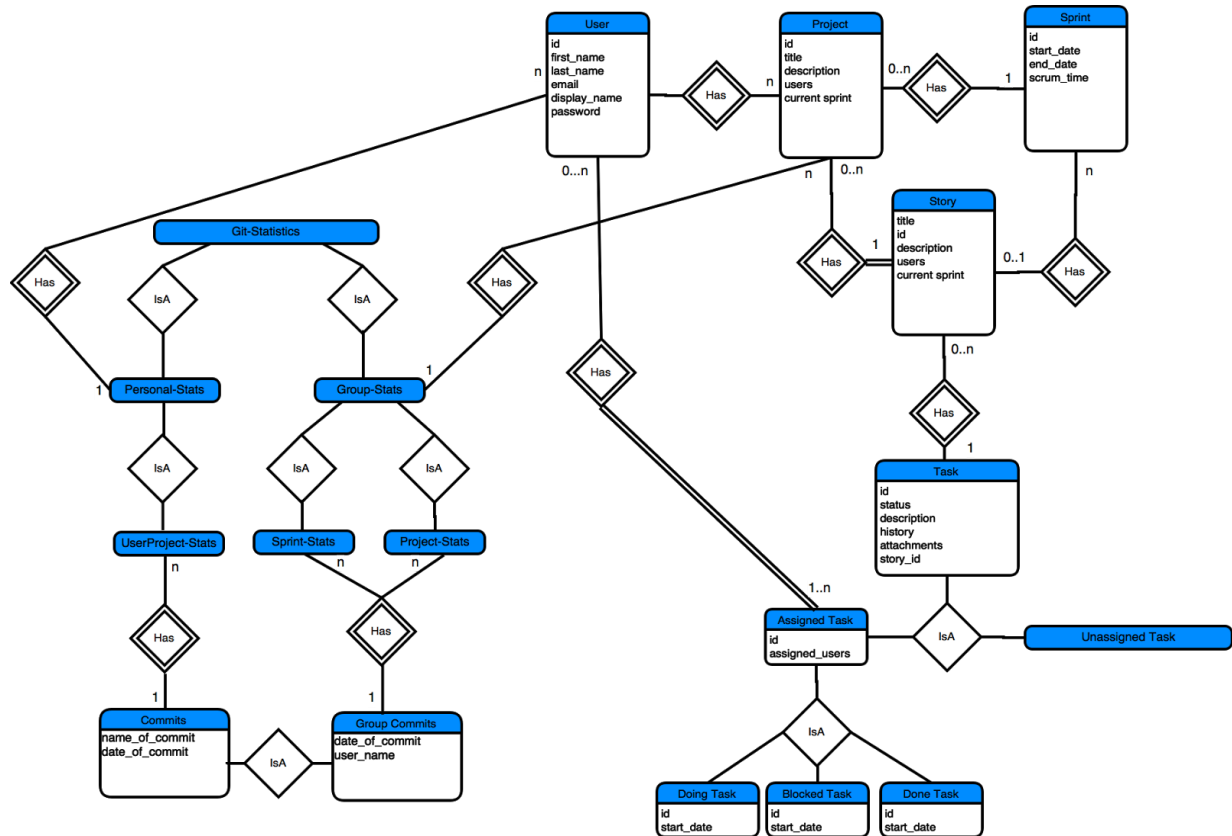 User
id
first_name
last_name
email
display_name
password
Project
id
title
description
users
current sprint
Sprint
id
start_date
end_date
scrum_time
n
Has
n
0..n
Has
1
0...n
n
0..n
n
Story
title
id
description
users
current sprint
Git-Statistics
Has
IsA
IsA
Has
Has
1
0..1
Has
0..n
Has
1
Personal-Stats
Group-Stats
1
Has
1
IsA
IsA
IsA
Task
id
status
description
history
attachments
story_id
UserProject-Stats
Sprint-Stats
Project-Stats
n
n
n
Has
Has
1..n
Assigned Task
id
assigned_users
IsA
Unassigned Task
1
1
Commits
name_of_commit
date_of_commit
IsA
Group Commits
date_of_commit
user_name
IsA
Doing Task
id
start_date
Blocked Task
id
start_date
Done Task
id
start_date